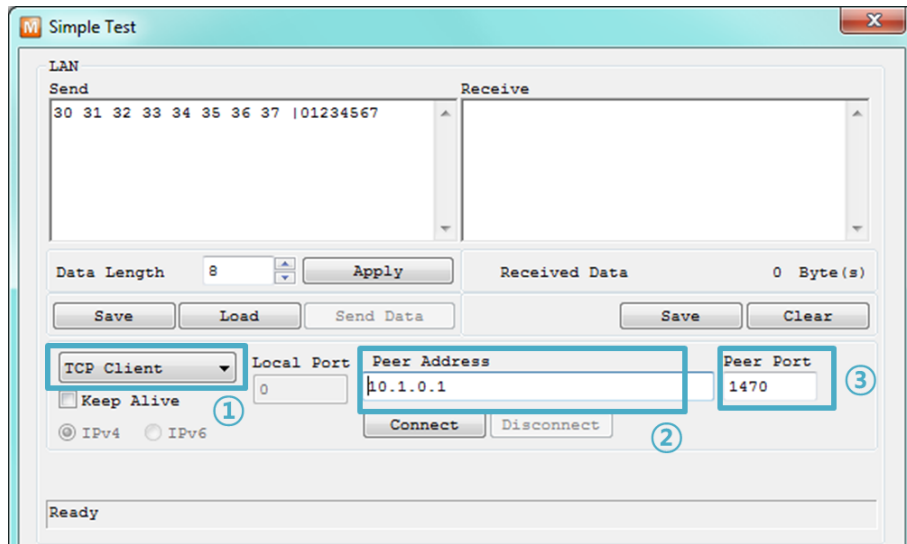 M Simple Test x
LAN
Send
Receive
30 31 32 33 34 35 36 37 |01234567
Data Length 8 Apply
Received Data 0 Byte(s)
Save Load Send Data
Save Clear
TCP Client Local Port Peer Address Peer Port
0 10.1.0.1 1470 ③
Keep Alive ①
IPv4 IPv6 Connect Disconnect ②
Ready